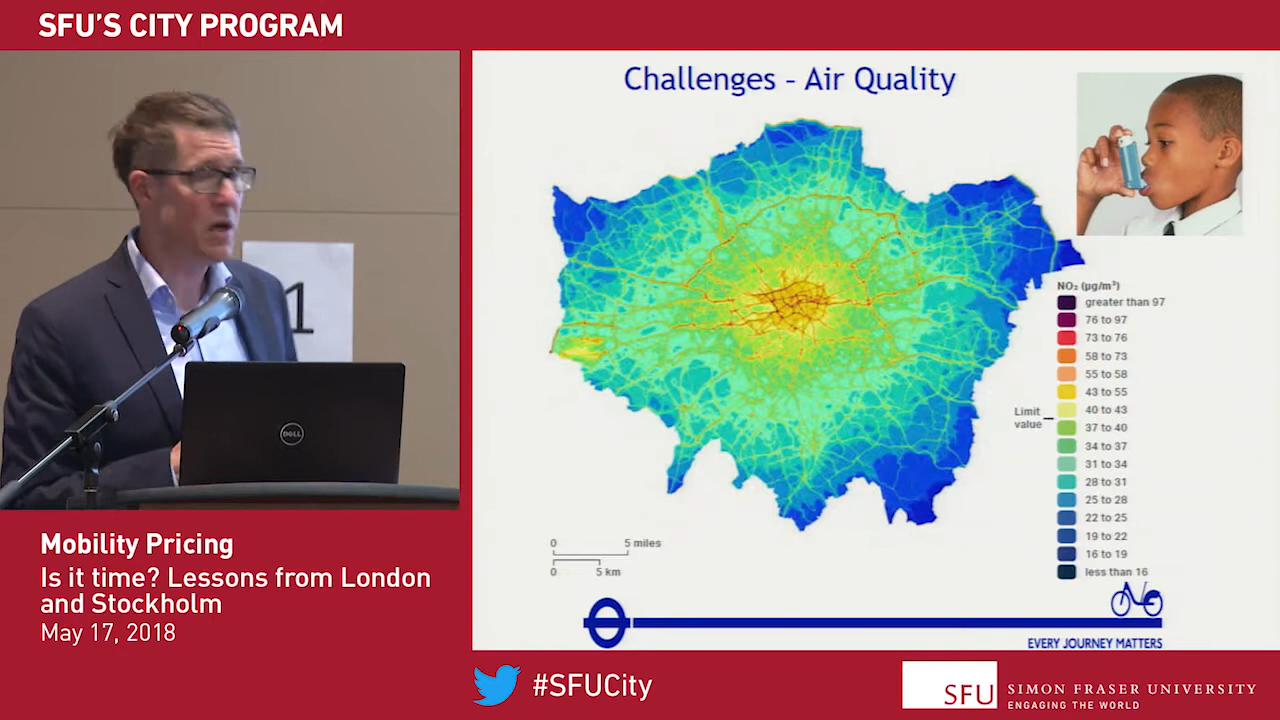 SFU'S CITY PROGRAM
Challenges - Air Quality
1
DELL
NO₂ (µg/m³)
greater than 97
76 to 97
73 to 76
58 to 73
55 to 58
43 to 55
40 to 43
Limit
value
37 to 40
34 to 37
31 to 34
28 to 31
25 to 28
22 to 25
19 to 22
16 to 19
less than 16
0 5 miles
0 5 km
EVERY JOURNEY MATTERS
Mobility Pricing
Is it time? Lessons from London
and Stockholm
May 17, 2018
#SFUCity
SFU
SIMON FRASER UNIVERSITY
ENGAGING THE WORLD